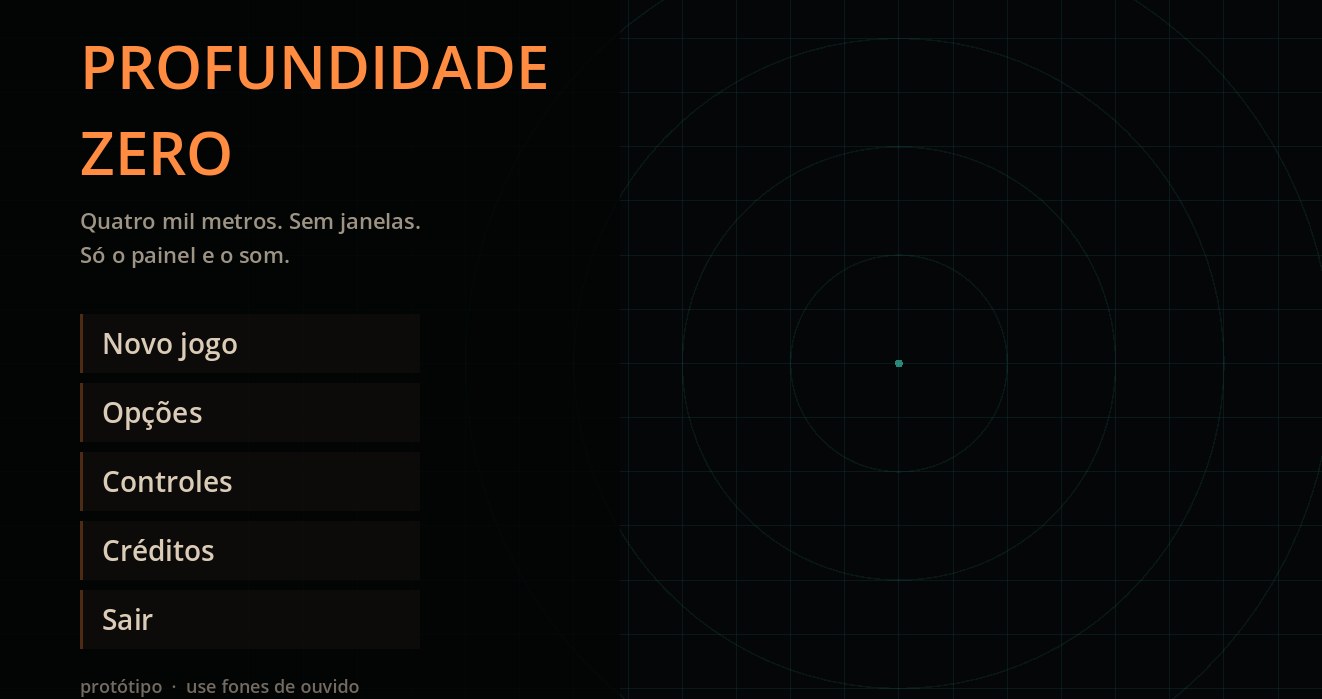 PROFUNDIDADE
ZERO
Quatro mil metros. Sem janelas.
Só o painel e o som.
Novo jogo
Opções
Controles
Créditos
Sair
protótipo · use fones de ouvido